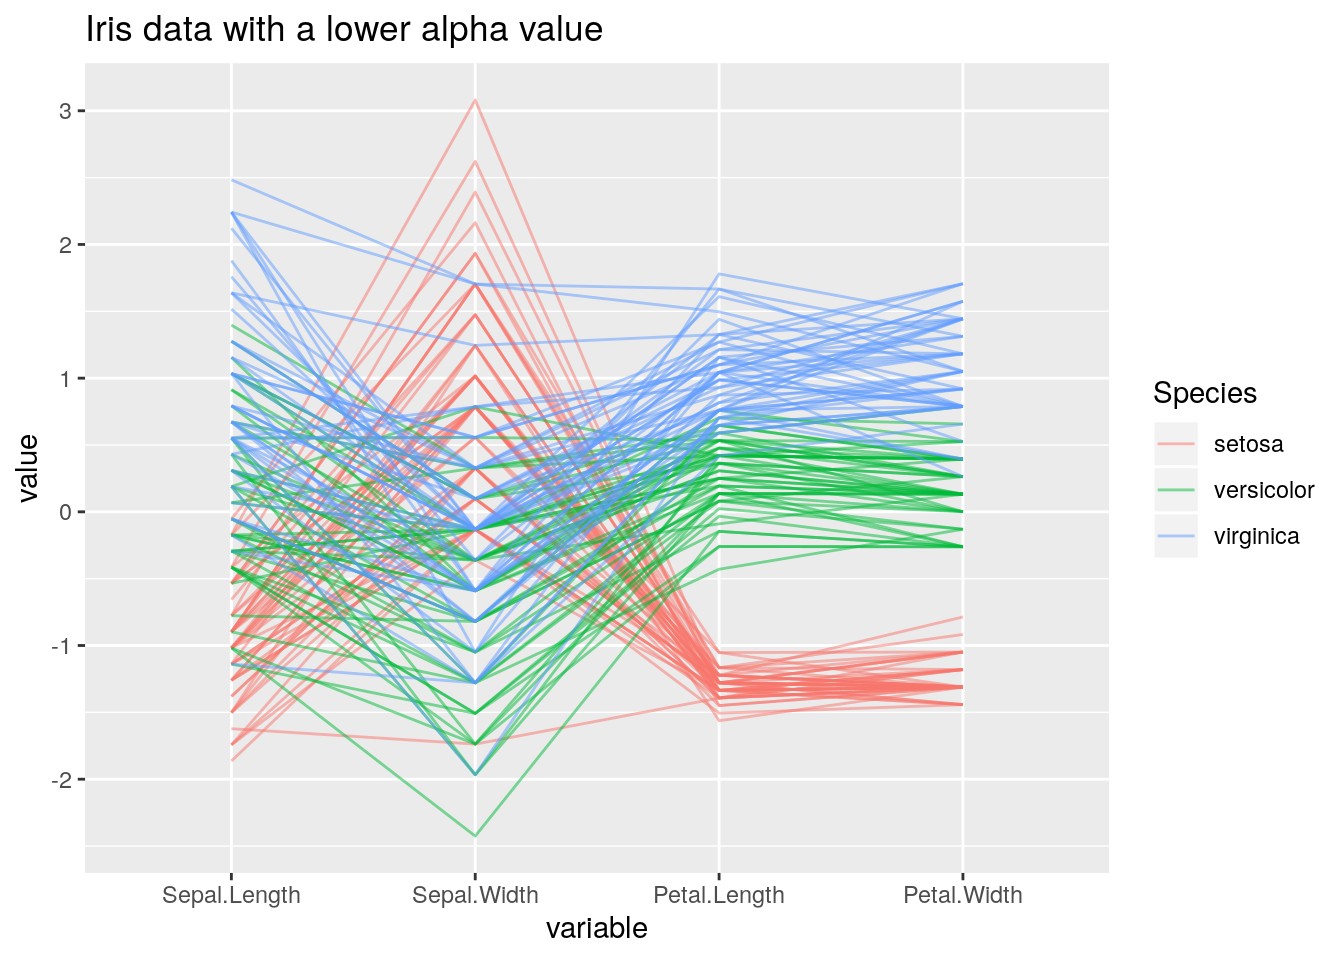 Iris data with a lower alpha value
3
2
1
0
-1
-2
value
Sepal.Length Sepal.Width Petal.Length Petal.Width
variable
Species
setosa
versicolor
virginica